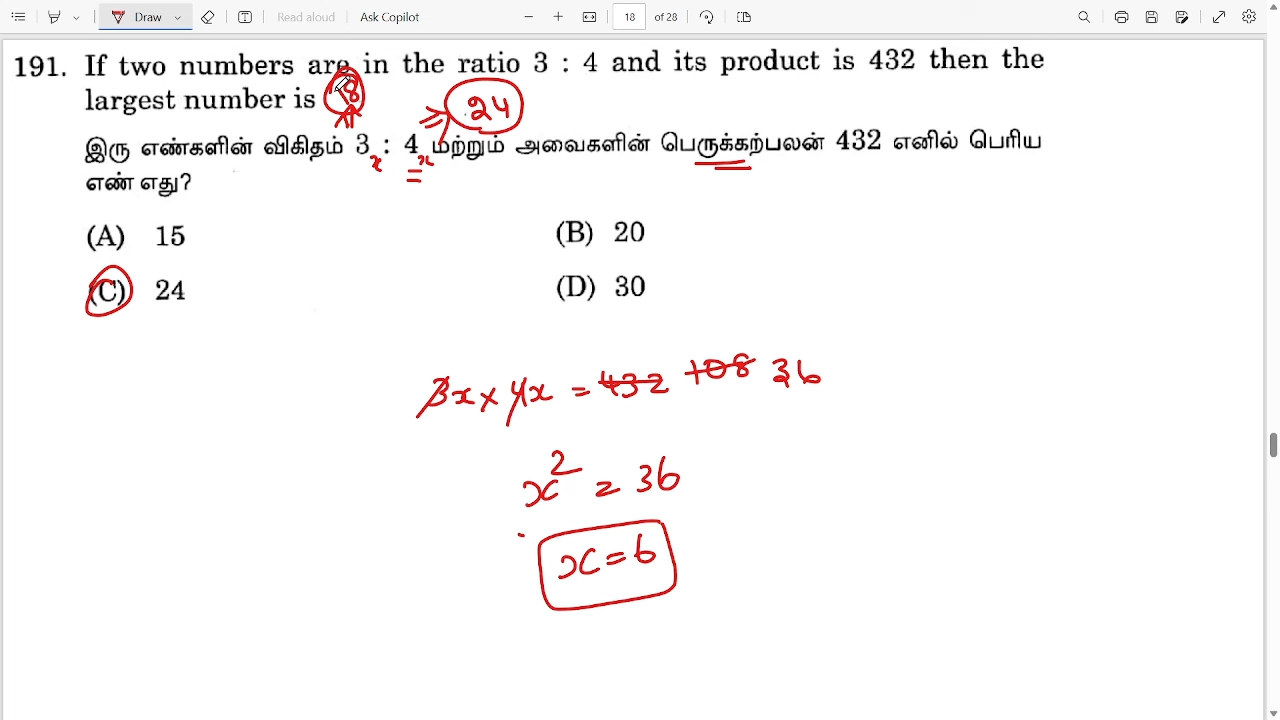 Draw
Read aloud
Ask Copilot
18
of 28
191. If two numbers are in the ratio 3 : 4 and its product is 432 then the
largest number is 18
24
இரு எண்களின் விகிதம் 3 : 4 மற்றும் அவைகளின் பெருக்கற்பலன் 432 எனில் பெரிய
x x
எண் எது?
(A) 15 (B) 20
(C) 24 (D) 30
3x × 4x = 432 108 36
x² = 36
x = 6